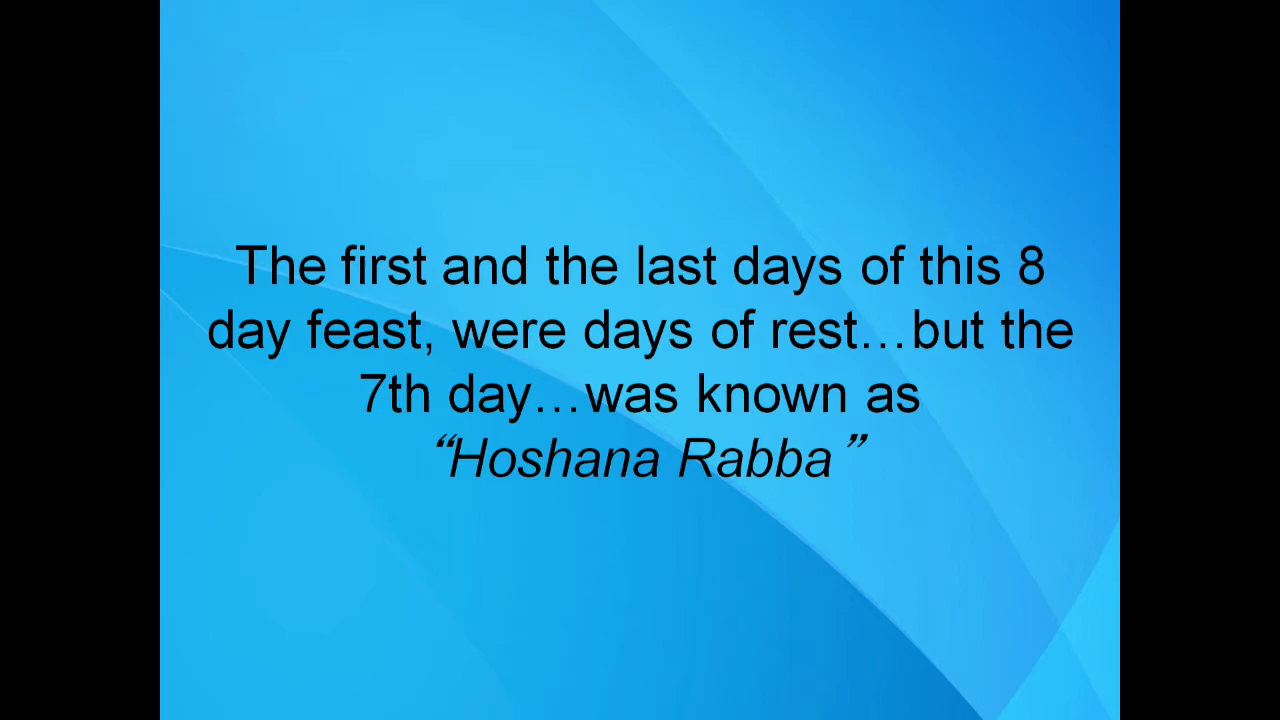 The first and the last days of this 8
day feast, were days of rest…but the
7th day…was known as
“Hoshana Rabba”